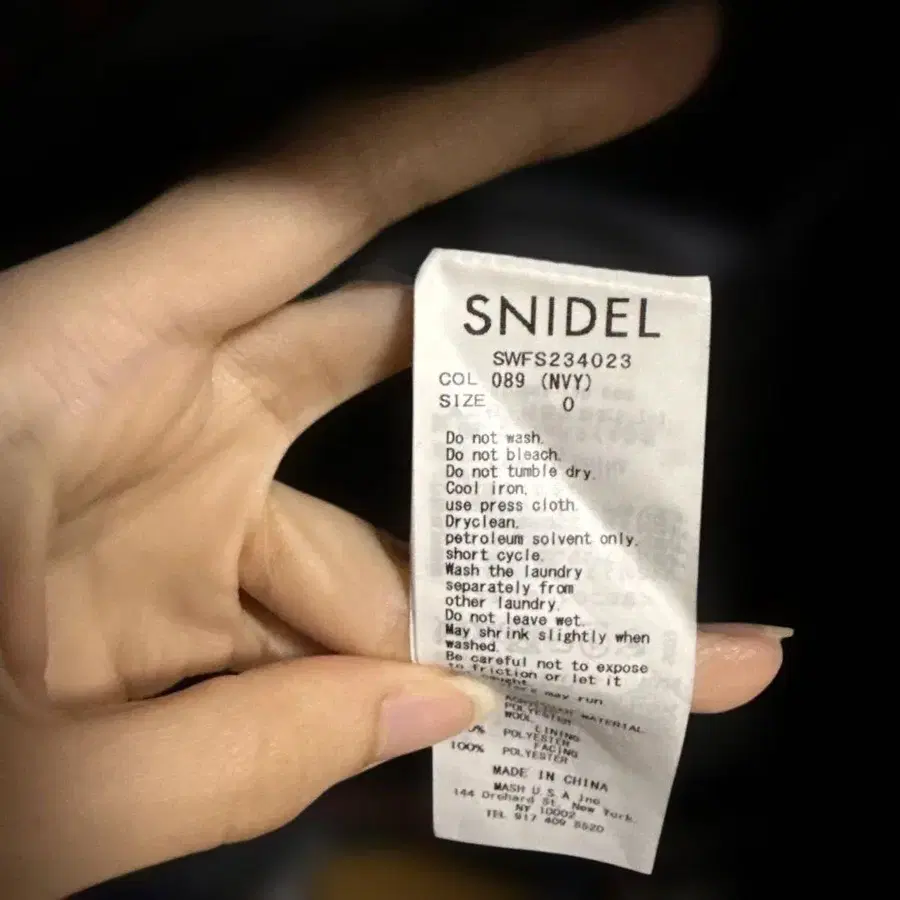 SNIDEL
SWFS234023
COL 089 (NVY)
SIZE 0
Do not wash.
Do not bleach.
Do not tumble dry.
Cool iron,
use press cloth.
Dryclean,
petroleum solvent only,
short cycle.
Wash the laundry
separately from
other laundry.
Do not leave wet.
May shrink slightly when
washed.
Be careful not to expose
to friction or let it
may run
MATERIAL
POLYESTER
WOOL
LINING
POLYESTER
FACING
100% POLYESTER
MADE IN CHINA
MASH U.S.A Inc.
144 Orchard St, New York,
NY 10002
TEL 917 409 5520